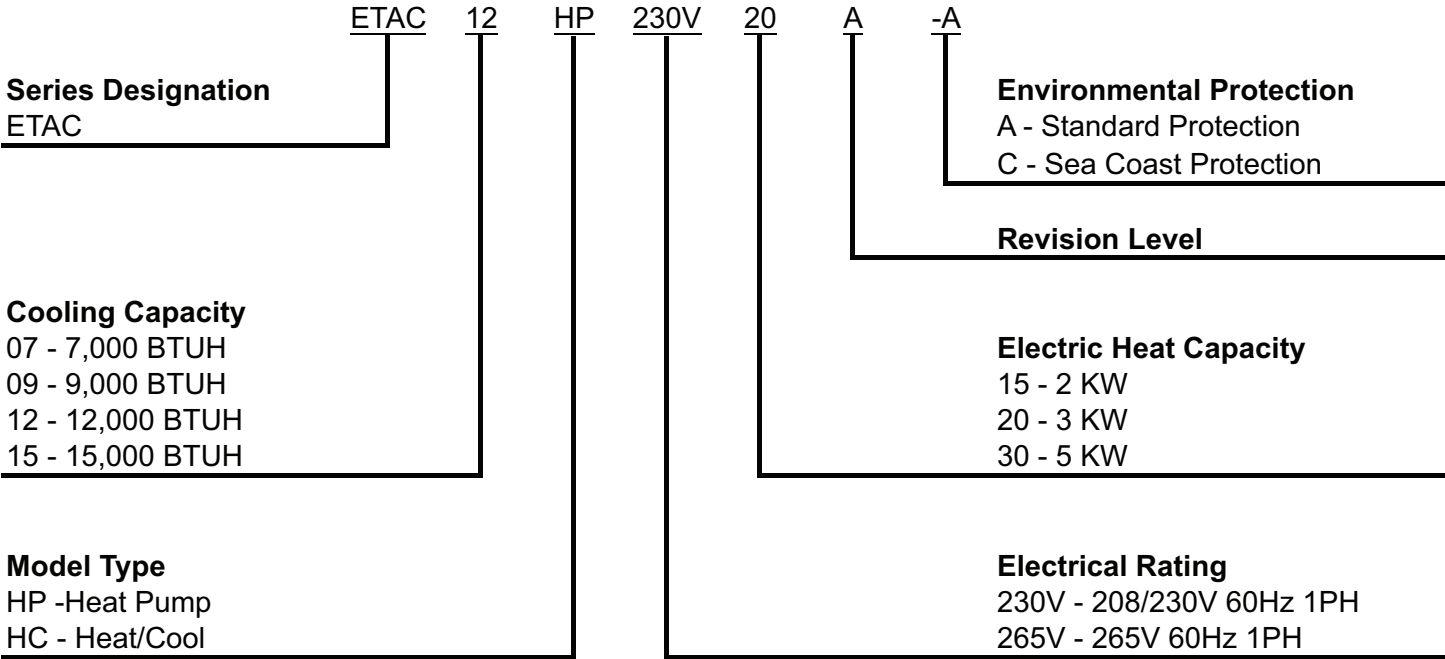 ETAC 12 HP 230V 20 A -A
Series Designation
ETAC
Environmental Protection
A - Standard Protection
C - Sea Coast Protection
Revision Level
Cooling Capacity
07 - 7,000 BTUH
09 - 9,000 BTUH
12 - 12,000 BTUH
15 - 15,000 BTUH
Electric Heat Capacity
15 - 2 KW
20 - 3 KW
30 - 5 KW
Model Type
HP -Heat Pump
HC - Heat/Cool
Electrical Rating
230V - 208/230V 60Hz 1PH
265V - 265V 60Hz 1PH